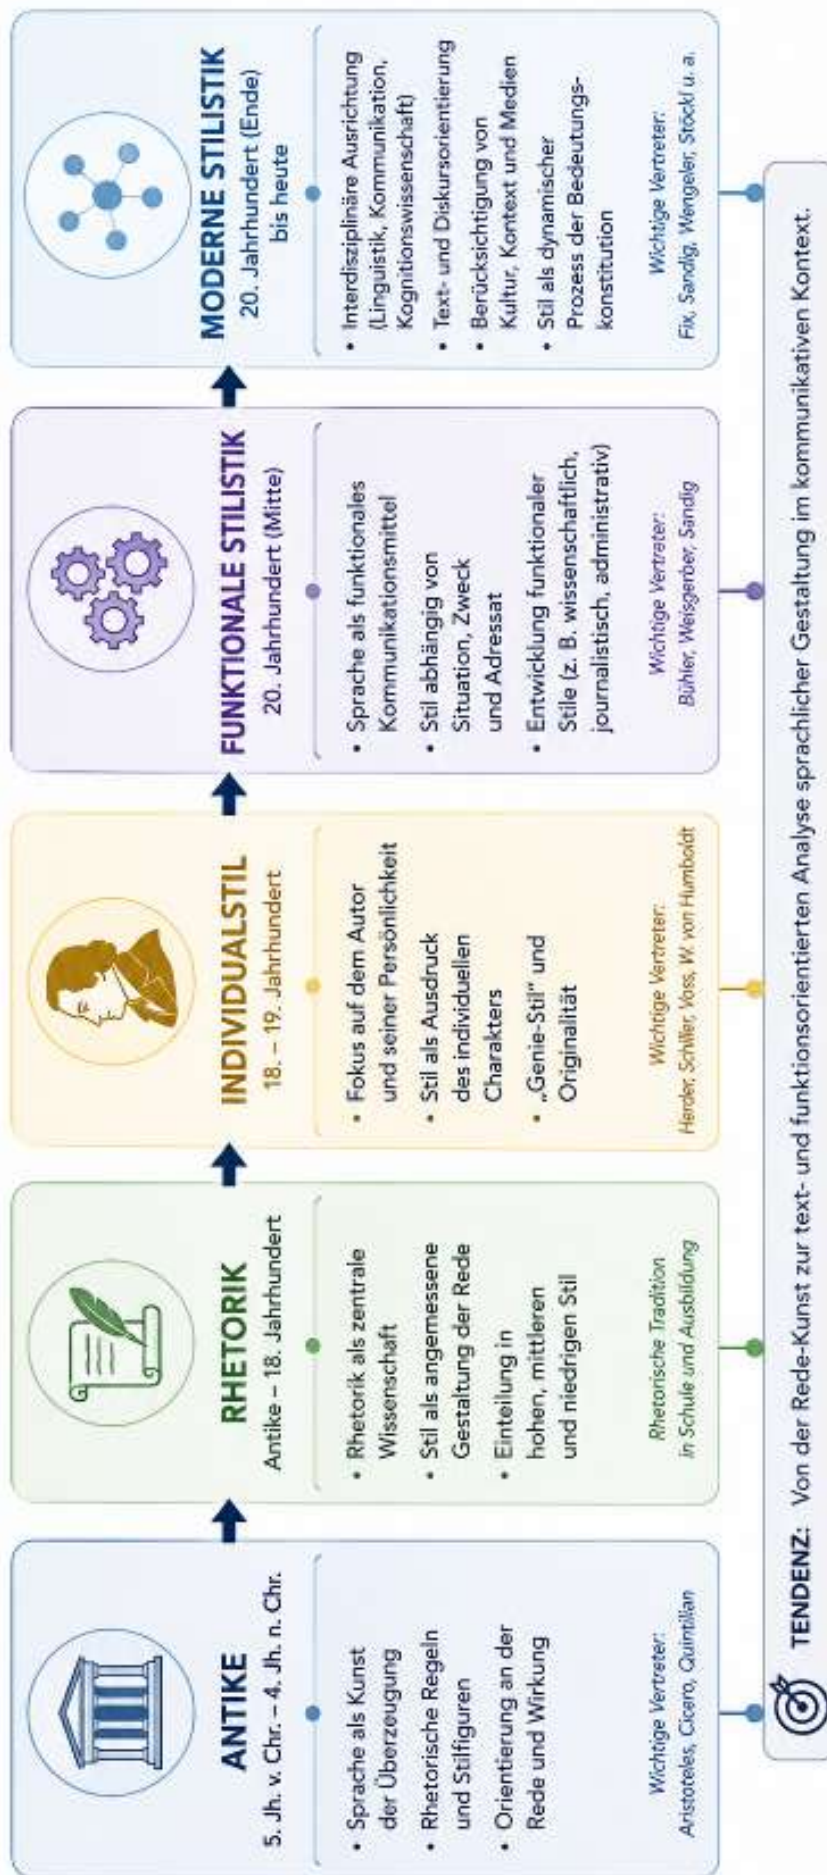 ANTIKE
5. Jh. v. Chr. – 4. Jh. n. Chr.
• Sprache als Kunst
der Überzeugung
• Rhetorische Regeln
und Stilfiguren
• Orientierung an der
Rede und Wirkung
Wichtige Vertreter:
Aristoteles, Cicero, Quintilian
RHETORIK
Antike – 18. Jahrhundert
• Rhetorik als zentrale
Wissenschaft
• Stil als angemessene
Gestaltung der Rede
• Einteilung in
hohen, mittleren
und niedrigen Stil
Rhetorische Tradition
in Schule und Ausbildung
INDIVIDUALSTIL
18. – 19. Jahrhundert
• Fokus auf dem Autor
und seiner Persönlichkeit
• Stil als Ausdruck
des individuellen
Charakters
• „Genie-Stil" und
Originalität
Wichtige Vertreter:
Herder, Schiller, Voss, W. von Humboldt
FUNKTIONALE STILISTIK
20. Jahrhundert (Mitte)
• Sprache als funktionales
Kommunikationsmittel
• Stil abhängig von
Situation, Zweck
und Adressat
• Entwicklung funktionaler
Stile (z. B. wissenschaftlich,
journalistisch, administrativ)
Wichtige Vertreter:
Bühler, Weisgerber, Sandig
MODERNE STILISTIK
20. Jahrhundert (Ende)
bis heute
• Interdisziplinäre Ausrichtung
(Linguistik, Kommunikation,
Kognitionswissenschaft)
• Text- und Diskursorientierung
• Berücksichtigung von
Kultur, Kontext und Medien
• Stil als dynamischer
Prozess der Bedeutungs-
konstitution
Wichtige Vertreter:
Fix, Sandig, Wengeler, Stöckl u. a.
TENDENZ: Von der Rede-Kunst zur text- und funktionsorientierten Analyse sprachlicher Gestaltung im kommunikativen Kontext.